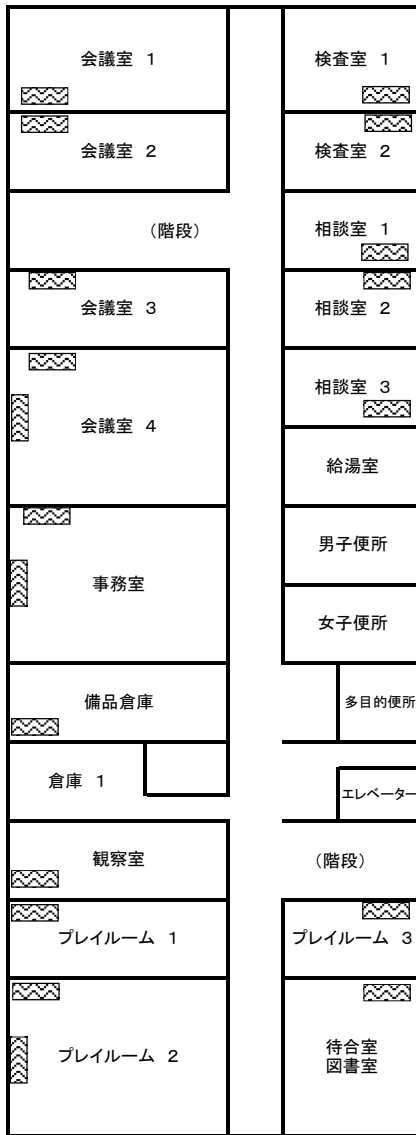 会議室 1
検査室 1
会議室 2
検査室 2
(階段)
相談室 1
会議室 3
相談室 2
相談室 3
会議室 4
給湯室
男子便所
事務室
女子便所
備品倉庫
多目的便所
倉庫 1
エレベーター
観察室
(階段)
プレイルーム 1
プレイルーム 3
プレイルーム 2
待合室
図書室